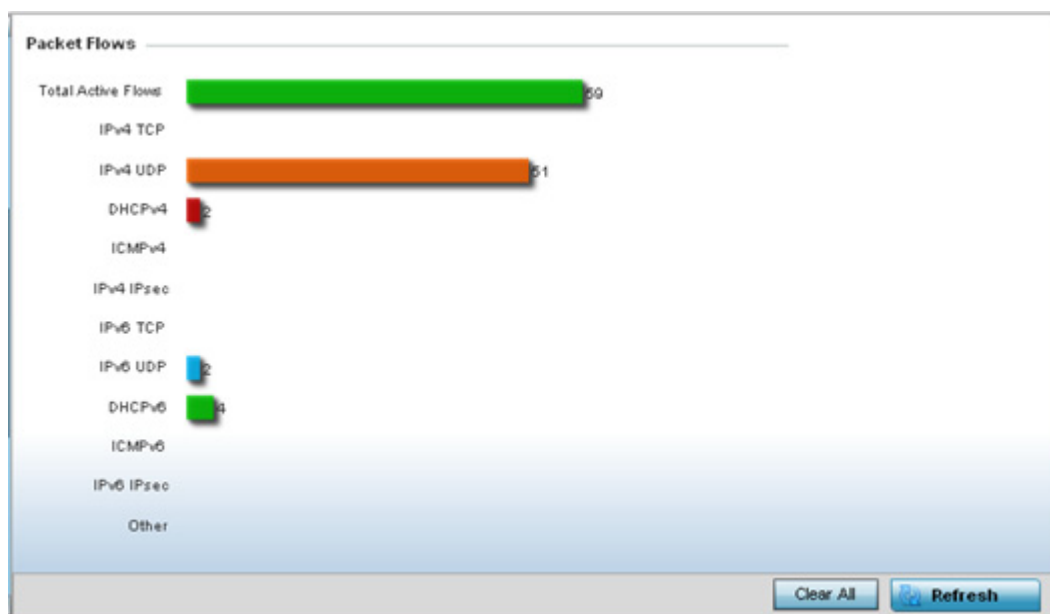 Packet Flows
Total Active Flows 59
IPv4 TCP
IPv4 UDP 51
DHCPv4 2
ICMPv4
IPv4 IPsec
IPv6 TCP
IPv6 UDP 2
DHCPv6 4
ICMPv6
IPv6 IPsec
Other
Clear All Refresh